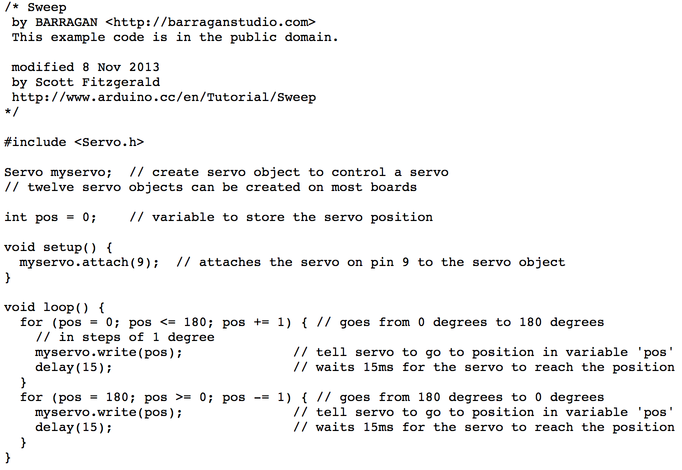 /* Sweep
 by BARRAGAN <http://barraganstudio.com>
 This example code is in the public domain.

 modified 8 Nov 2013
 by Scott Fitzgerald
 http://www.arduino.cc/en/Tutorial/Sweep
*/

#include <Servo.h>

Servo myservo;  // create servo object to control a servo
// twelve servo objects can be created on most boards

int pos = 0;    // variable to store the servo position

void setup() {
  myservo.attach(9);  // attaches the servo on pin 9 to the servo object
}

void loop() {
  for (pos = 0; pos <= 180; pos += 1) { // goes from 0 degrees to 180 degrees
    // in steps of 1 degree
    myservo.write(pos);              // tell servo to go to position in variable 'pos'
    delay(15);                       // waits 15ms for the servo to reach the position
  }
  for (pos = 180; pos >= 0; pos -= 1) { // goes from 180 degrees to 0 degrees
    myservo.write(pos);              // tell servo to go to position in variable 'pos'
    delay(15);                       // waits 15ms for the servo to reach the position
  }
}